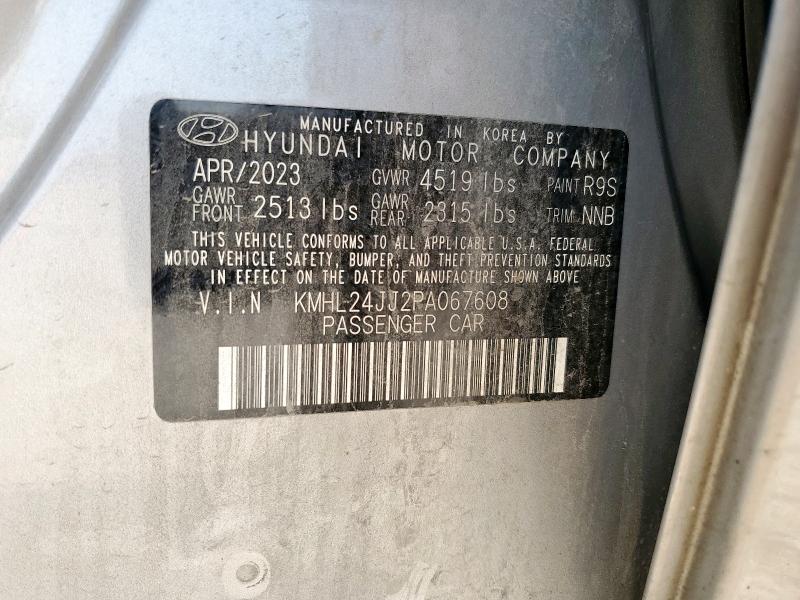 MANUFACTURED IN KOREA BY
HYUNDAI MOTOR COMPANY
APR/2023 GVWR 4519 lbs PAINT R9S
GAWR FRONT 2513 lbs GAWR REAR 2315 lbs TRIM NNB
THIS VEHICLE CONFORMS TO ALL APPLICABLE U.S.A. FEDERAL
MOTOR VEHICLE SAFETY, BUMPER, AND THEFT PREVENTION STANDARDS
IN EFFECT ON THE DATE OF MANUFACTURE SHOWN ABOVE
V.I.N KMHL24JJ2PA067608
PASSENGER CAR